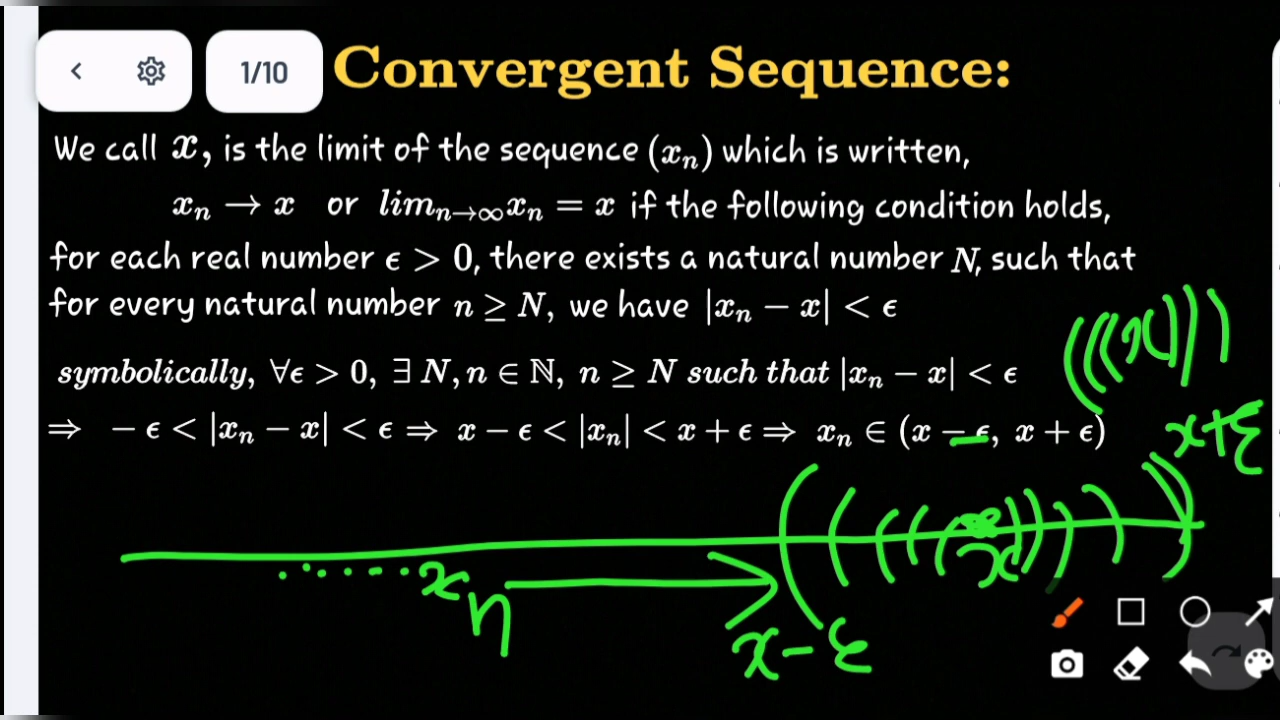 1/10
Convergent Sequence:
We call x, is the limit of the sequence (xₙ) which is written,
xₙ → x or limₙ→∞xₙ = x if the following condition holds,
for each real number ϵ > 0, there exists a natural number N, such that
for every natural number n ≥ N, we have |xₙ − x| < ϵ
symbolically, ∀ϵ > 0, ∃ N, n ∈ ℕ, n ≥ N such that |xₙ − x| < ϵ
⇒ − ϵ < |xₙ − x| < ϵ ⇒ x − ϵ < |xₙ| < x + ϵ ⇒ xₙ ∈ (x − ϵ, x + ϵ)
(((x)))
x+ε
( ( ( ( ( x ) ) ) ) ) )
xₙ
x-ε